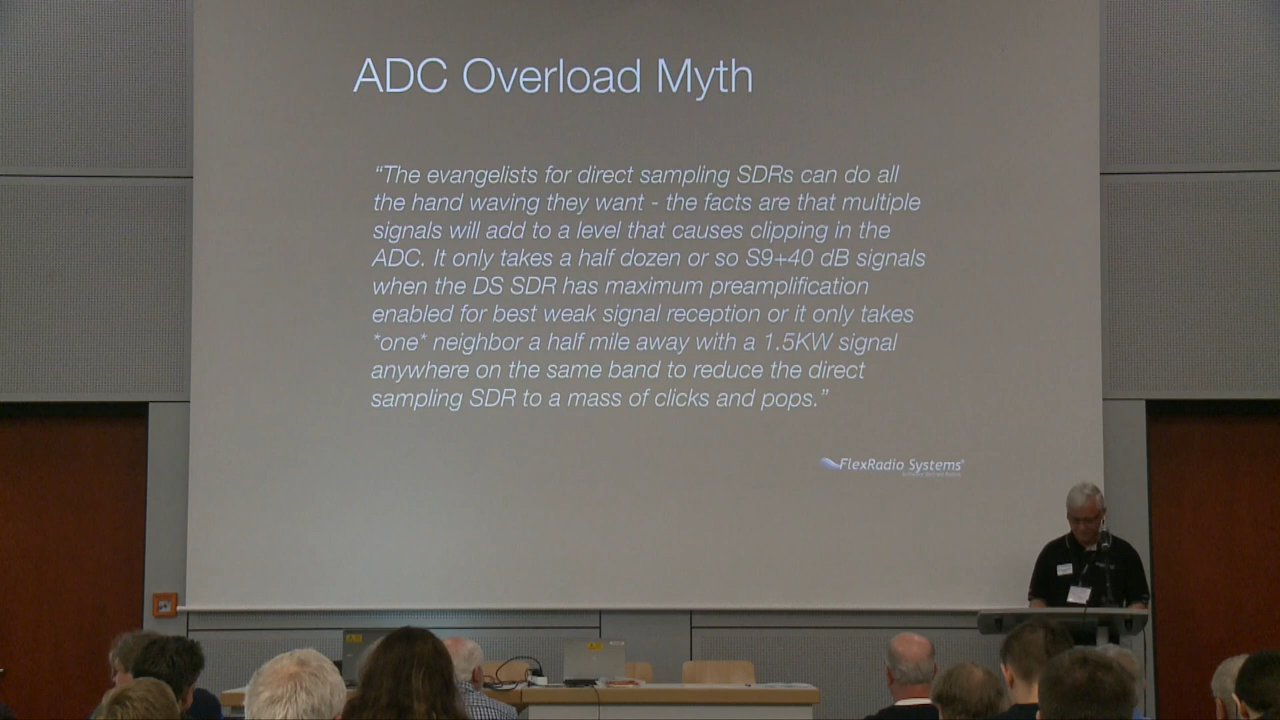 ADC Overload Myth
“The evangelists for direct sampling SDRs can do all
the hand waving they want - the facts are that multiple
signals will add to a level that causes clipping in the
ADC. It only takes a half dozen or so S9+40 dB signals
when the DS SDR has maximum preamplification
enabled for best weak signal reception or it only takes
*one* neighbor a half mile away with a 1.5KW signal
anywhere on the same band to reduce the direct
sampling SDR to a mass of clicks and pops.”
FlexRadio Systems®